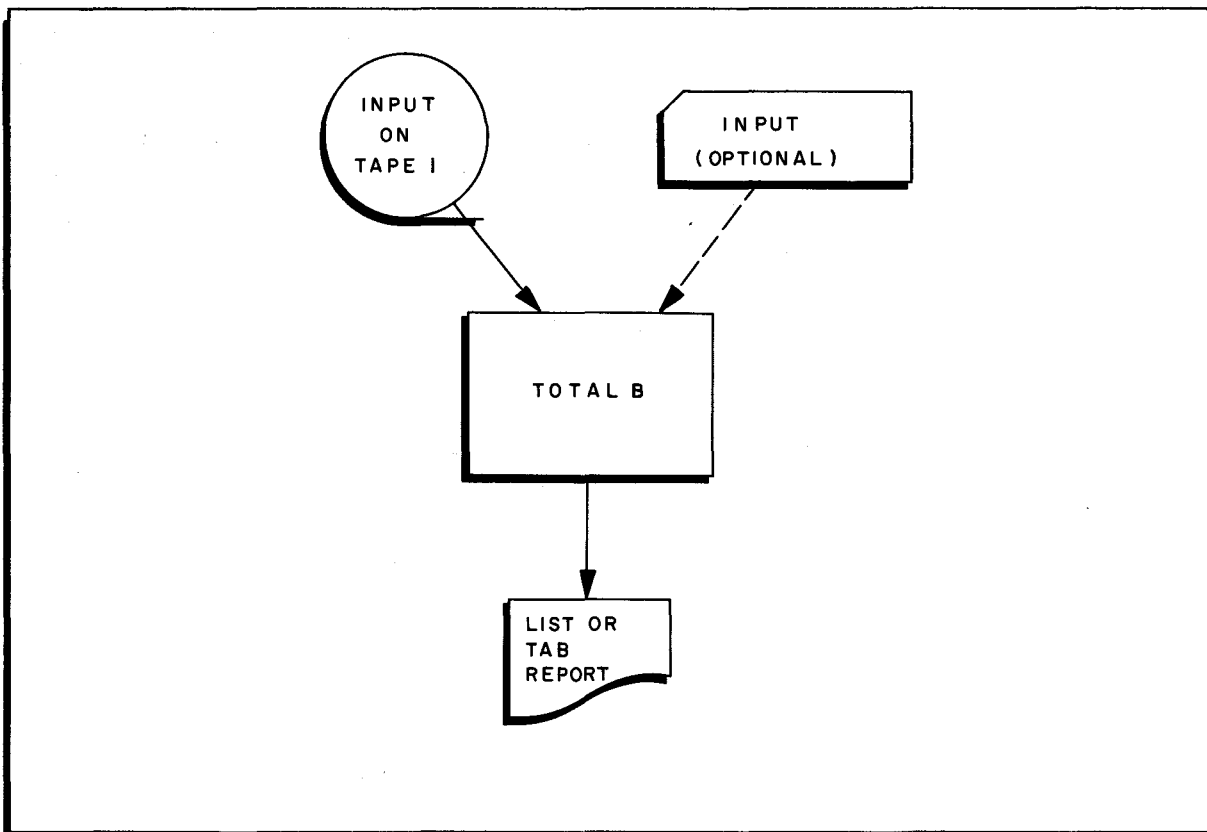 INPUT
ON
TAPE 1
INPUT
(OPTIONAL)
TOTAL B
LIST OR
TAB
REPORT